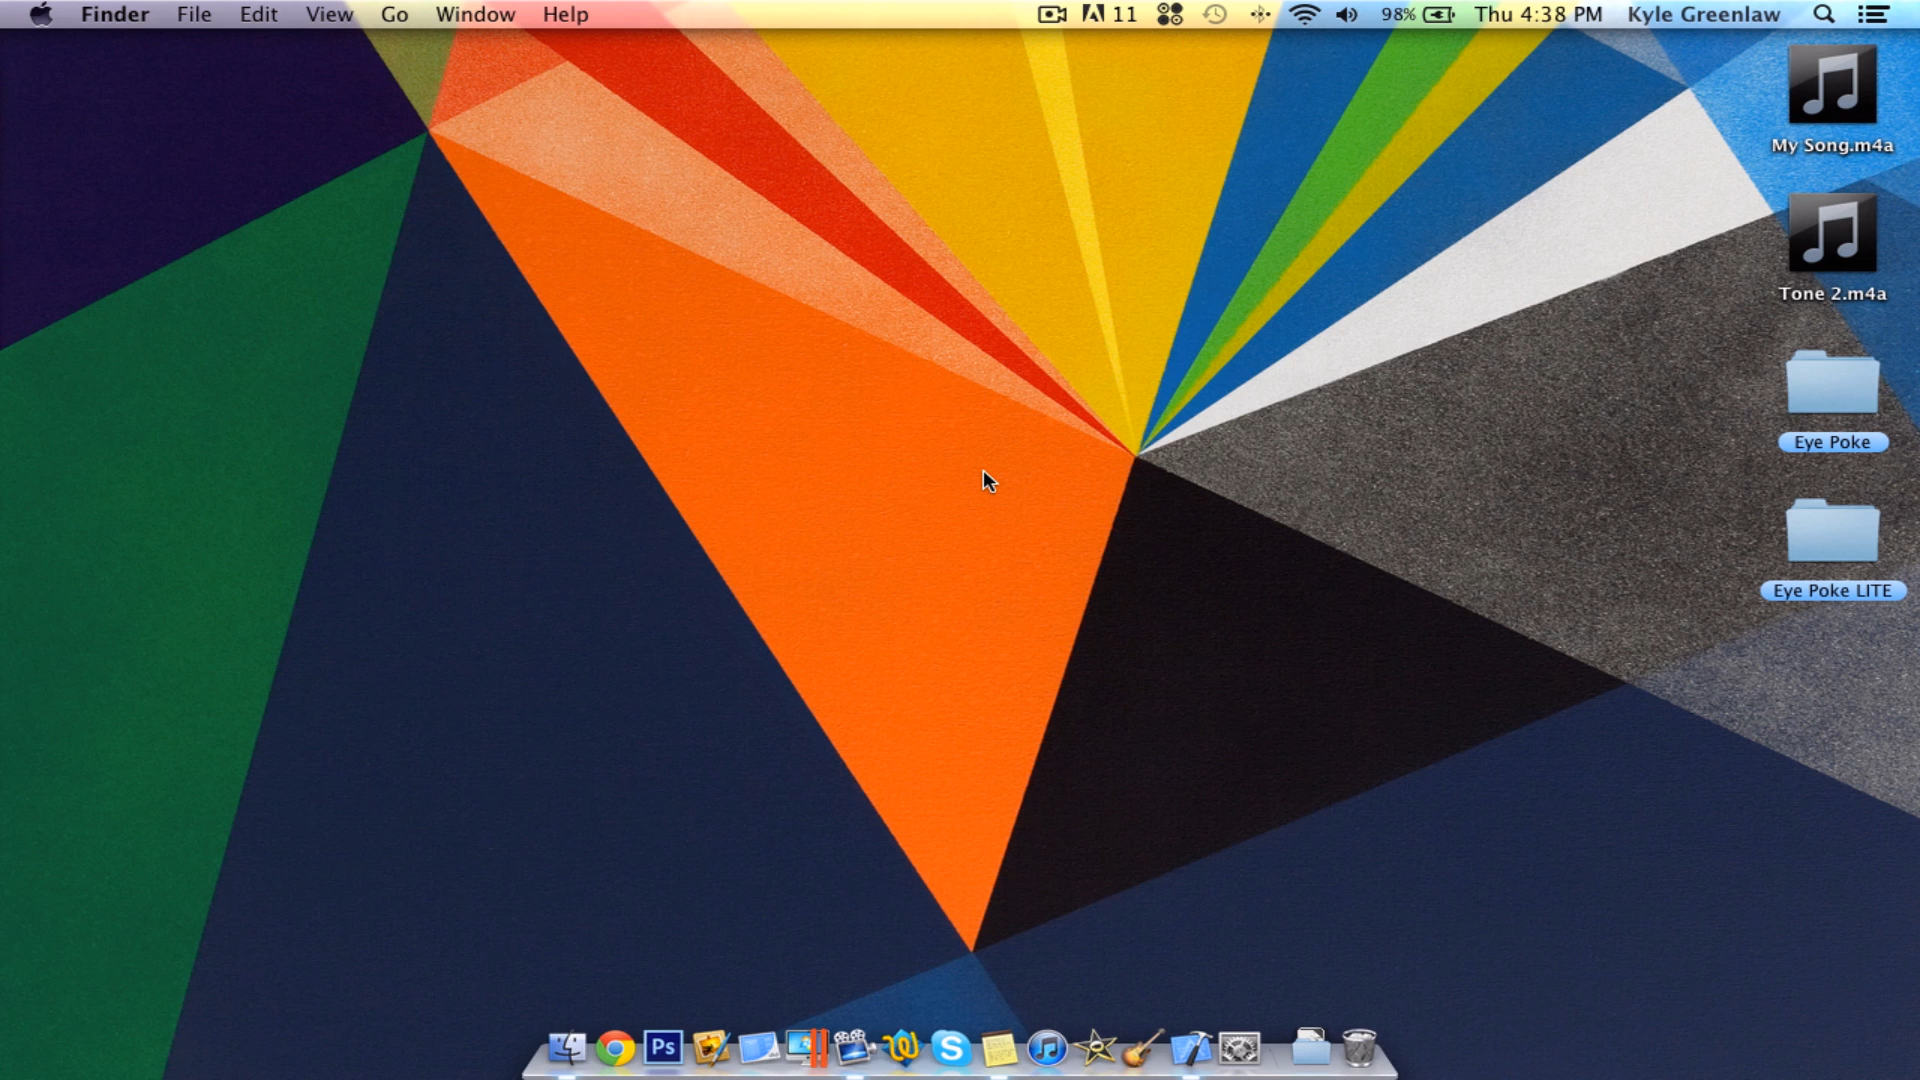 Finder File Edit View Go Window Help 11 98% Thu 4:38 PM Kyle Greenlaw
My Song.m4a
Tone 2.m4a
Eye Poke
Eye Poke LITE
Ps